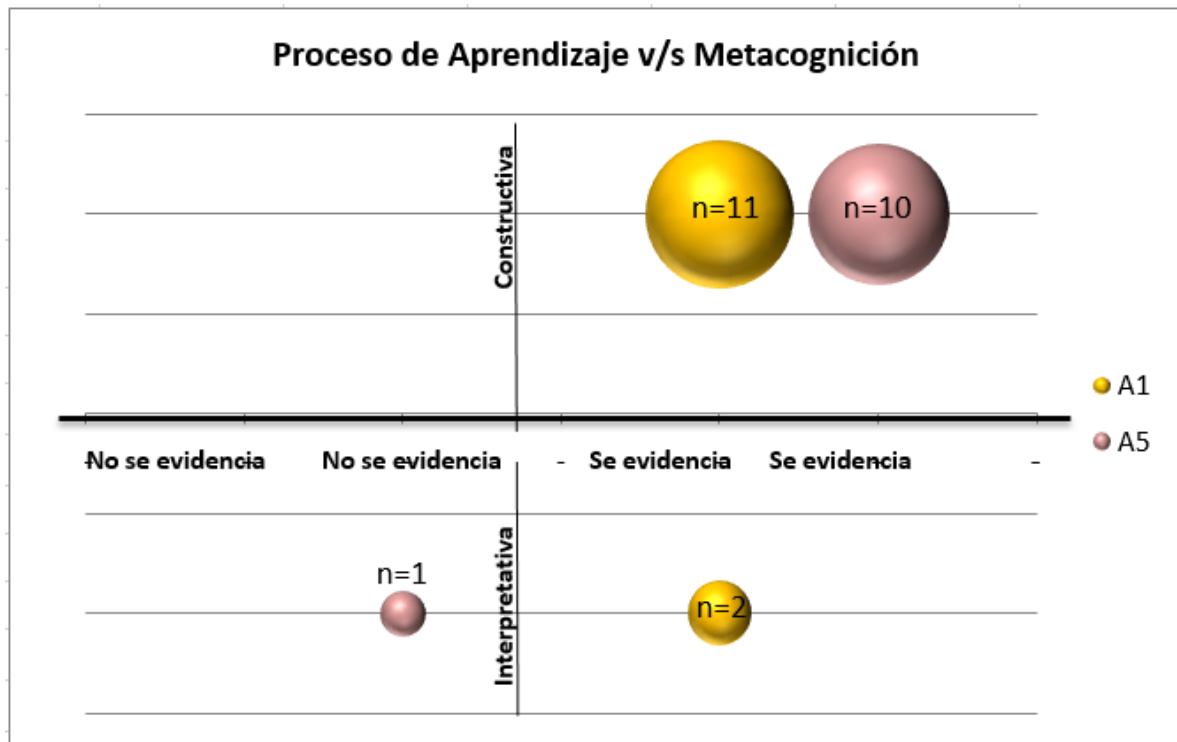 Proceso de Aprendizaje v/s Metacognición
Constructiva
n=11
n=10
A1
A5
No se evidencia
No se evidencia
Se evidencia
Se evidencia
Interpretativa
n=1
n=2